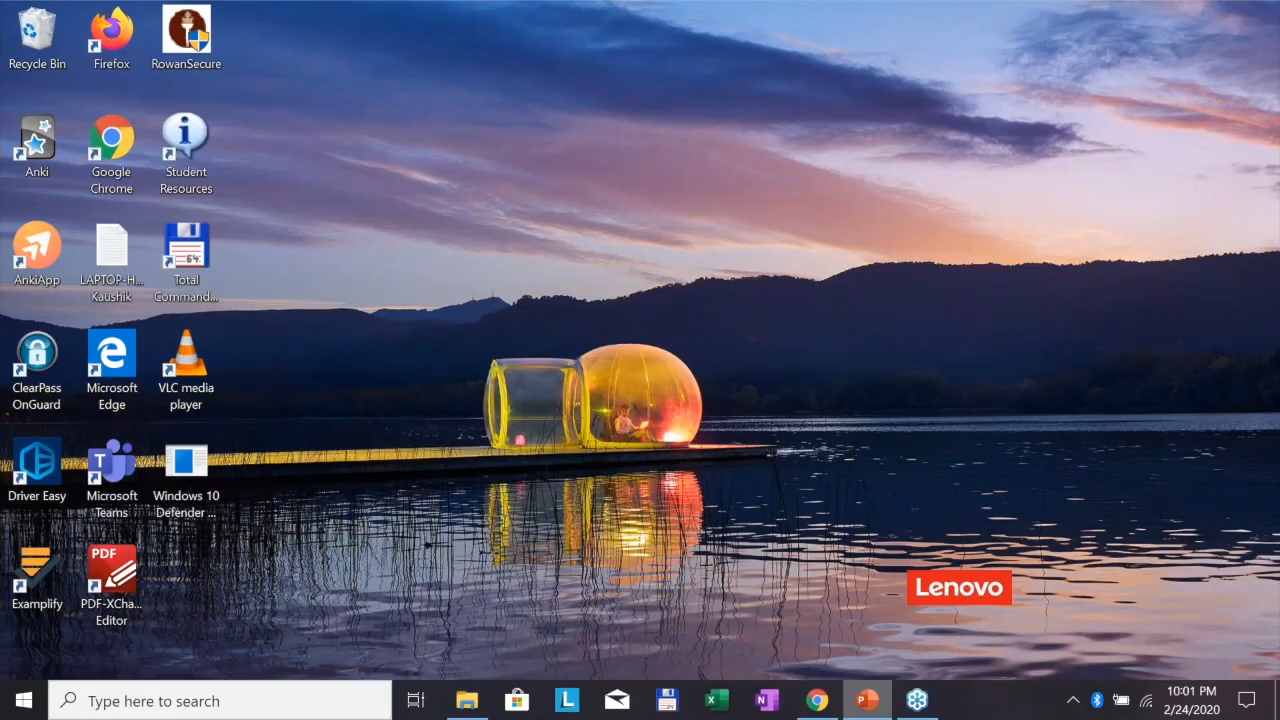 Recycle Bin
Firefox
RowanSecure
Anki
Google
Chrome
Student
Resources
AnkiApp
LAPTOP-H...
Kaushik
64
Total
Command...
ClearPass
OnGuard
Microsoft
Edge
VLC media
player
Driver Easy
T
Microsoft
Teams
Windows 10
Defender ...
Examplify
PDF
PDF-XCha...
Editor
Lenovo
Type here to search
L
X
N
P
10:01 PM
2/24/2020